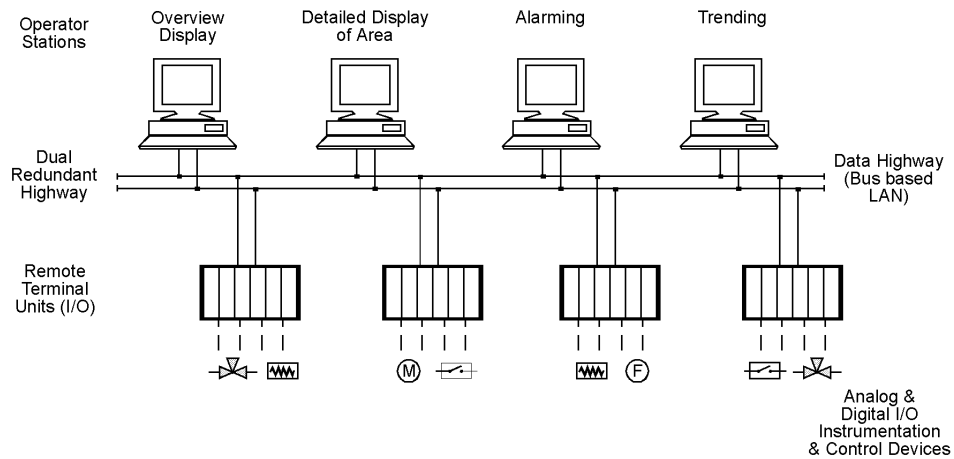 Operator
Stations
Overview
Display
Detailed Display
of Area
Alarming
Trending
Dual
Redundant
Highway
Data Highway
(Bus based
LAN)
Remote
Terminal
Units (I/O)
M
F
Analog &
Digital I/O
Instrumentation
& Control Devices